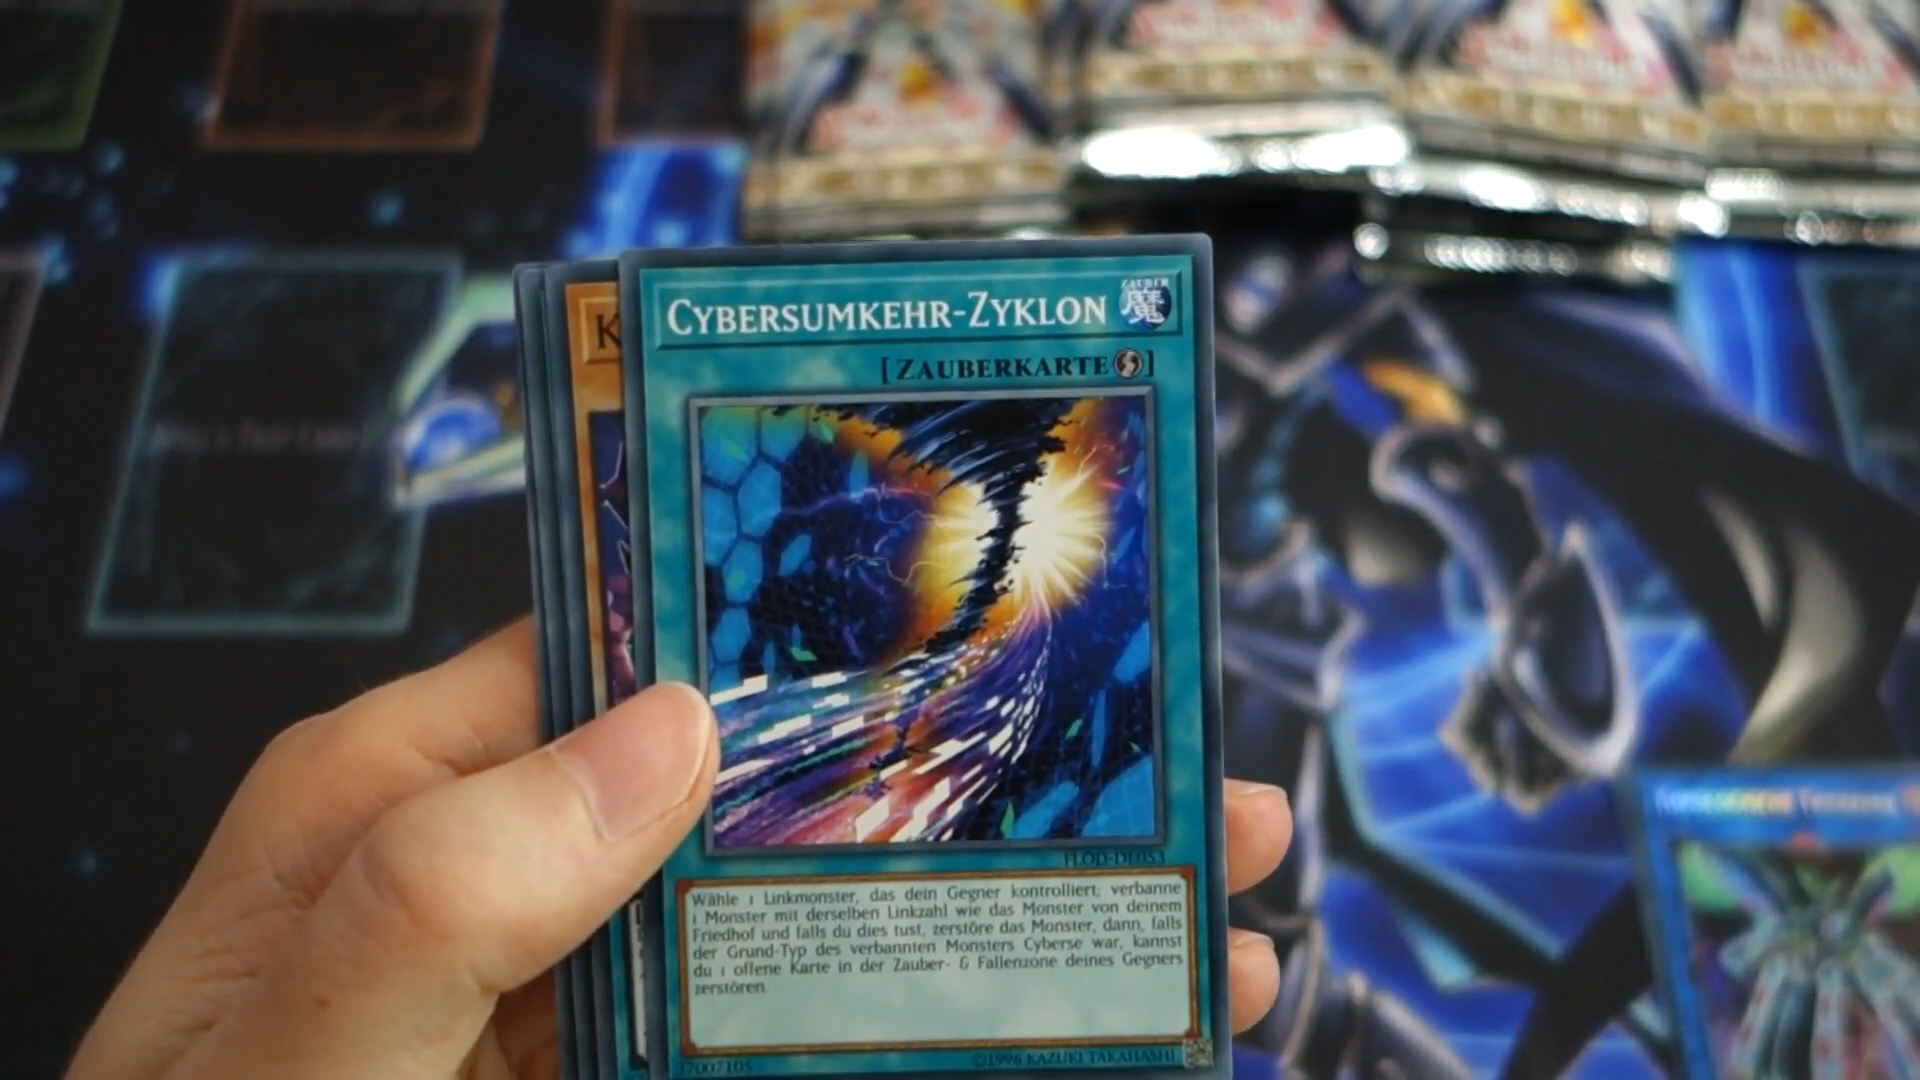 K
CYBERSUMKEHR-ZYKLON
ZAUBER
魔
[ZAUBERKARTE]
FLOD-DE053
Wähle 1 Linkmonster, das dein Gegner kontrolliert; verbanne
1 Monster mit derselben Linkzahl wie das Monster von deinem
Friedhof und falls du dies tust, zerstöre das Monster, dann, falls
der Grund-Typ des verbannten Monsters Cyberse war, kannst
du 1 offene Karte in der Zauber- & Fallenzone deines Gegners
zerstören.
37007105
©1996 KAZUKI TAKAHASHI